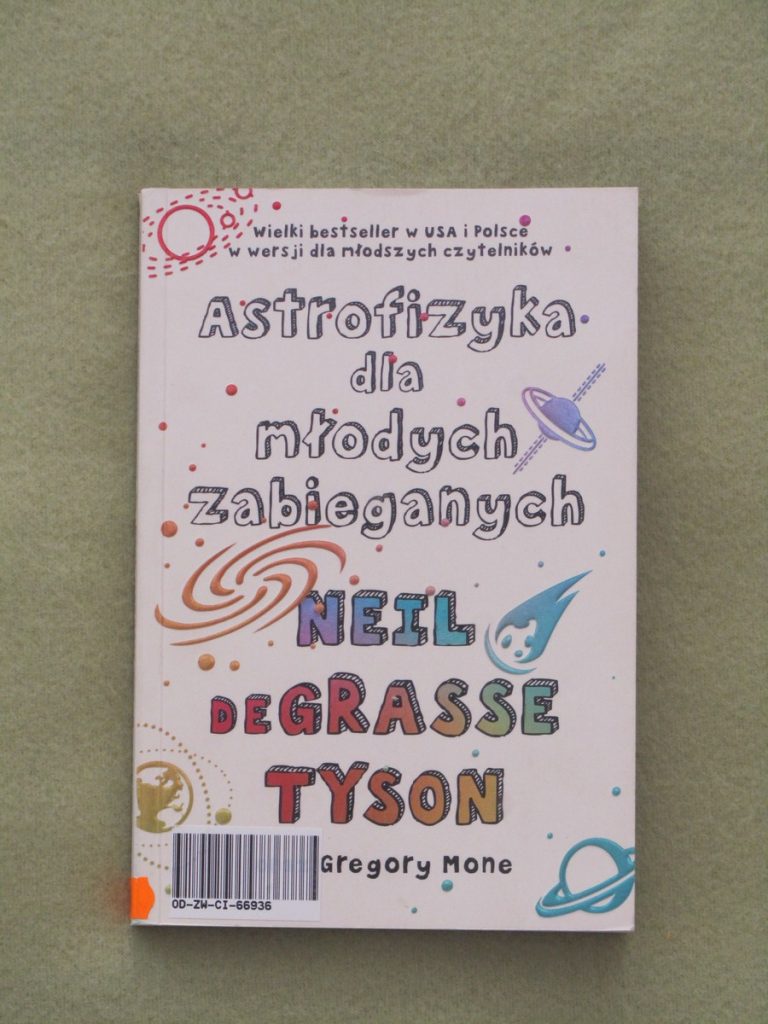 Wielki bestseller w USA i Polsce
w wersji dla młodszych czytelników
Astrofizyka
dla
młodych
zabieganych
NEIL
DEGRASSE
TYSON
Gregory Mone
OD-ZW-CI-66936